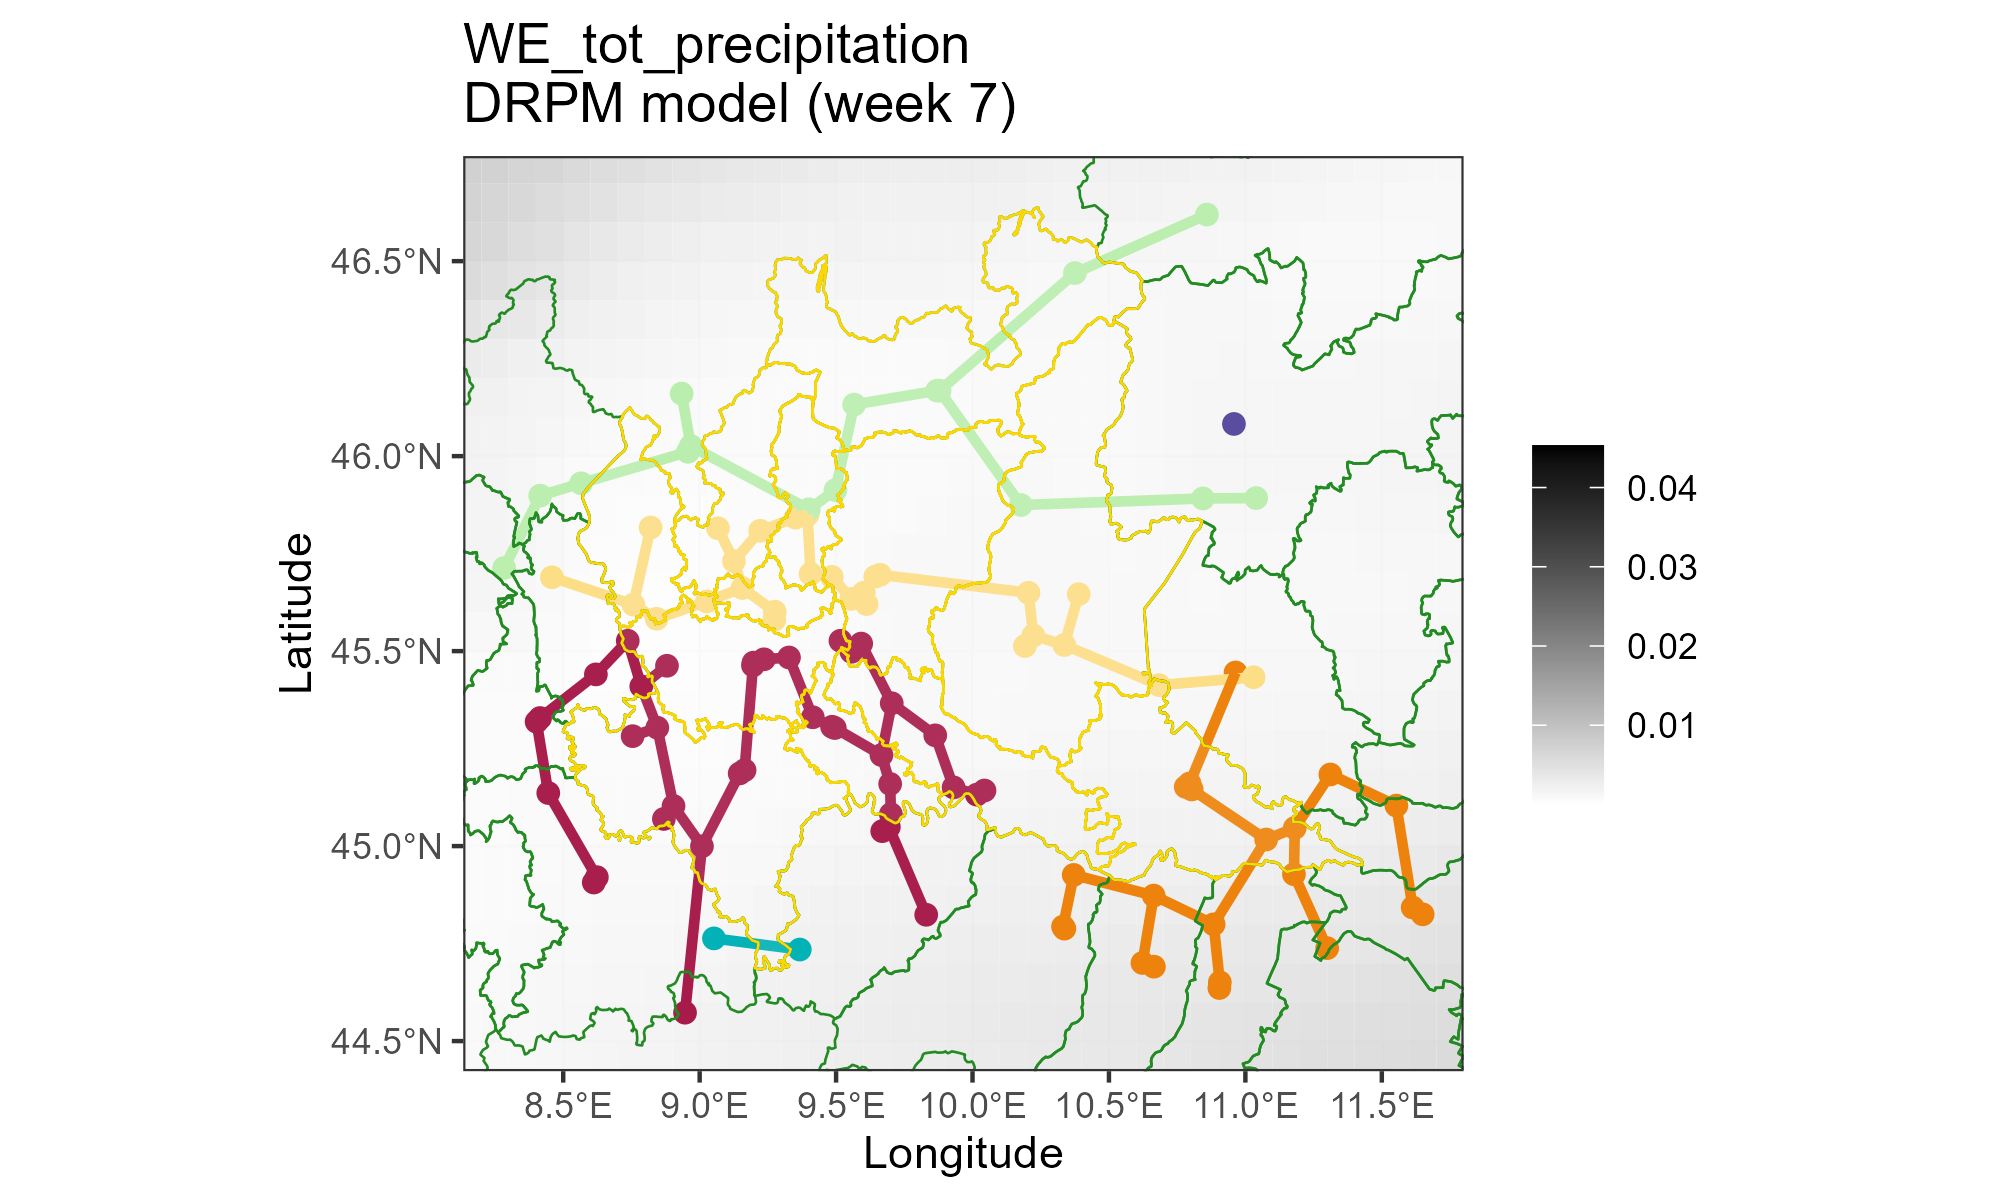 WE_tot_precipitation
DRPM model (week 7)
46.5°N
46.0°N
45.5°N
45.0°N
44.5°N
Latitude
8.5°E 9.0°E 9.5°E 10.0°E 10.5°E 11.0°E 11.5°E
Longitude
0.04
0.03
0.02
0.01